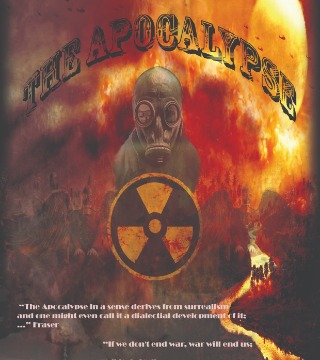 THE APOCALYPSE
“The Apocalypse in a sense derives from surrealism
and one might even call it a dialectial development of it;
...” Fraser
“If we don't end war, war will end us;